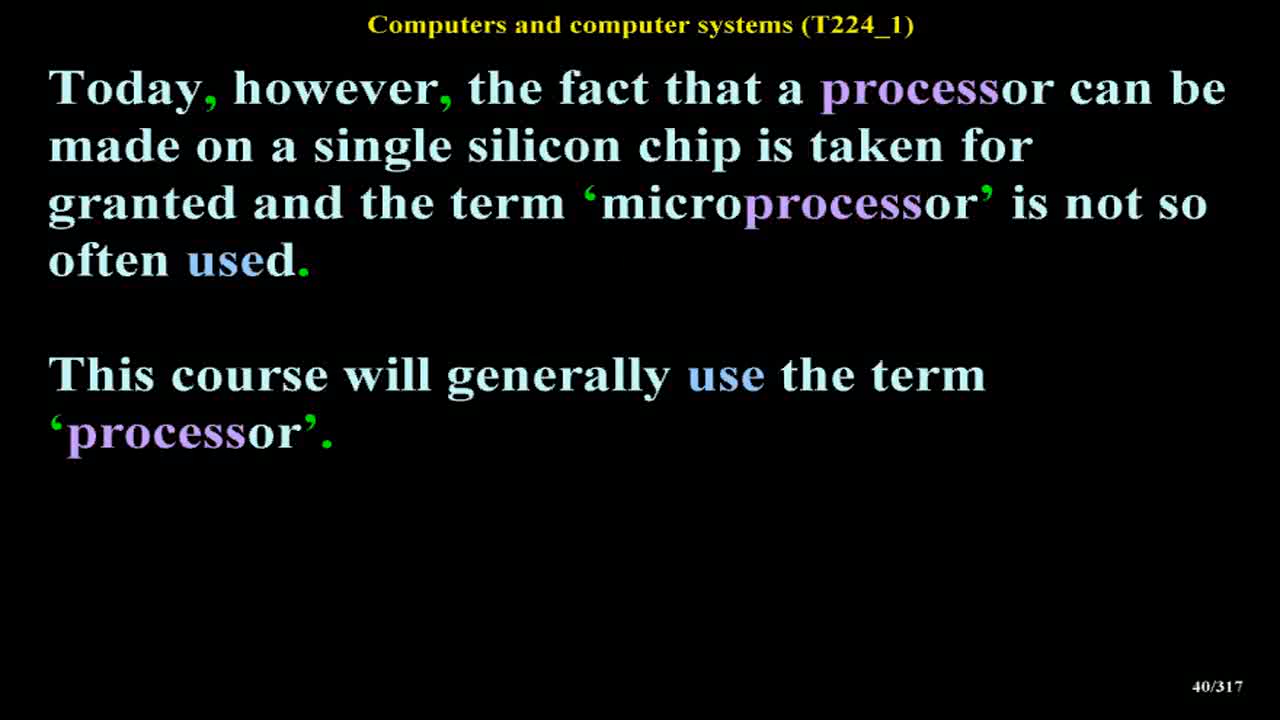 Computers and computer systems (T224_1)
Today, however, the fact that a processor can be
made on a single silicon chip is taken for
granted and the term ‘microprocessor’ is not so
often used.
This course will generally use the term
‘processor’.
40/317